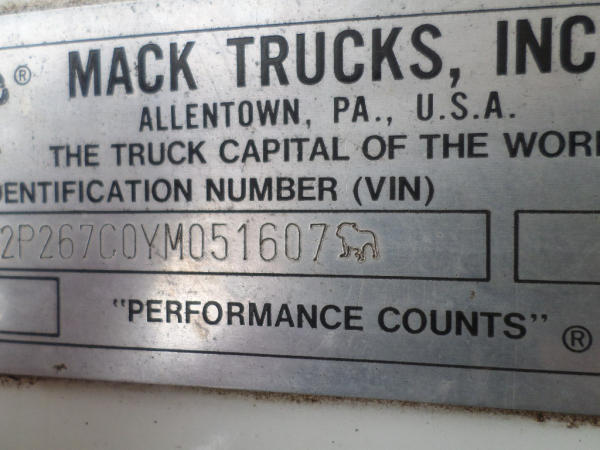 ® MACK TRUCKS, INC
ALLENTOWN, PA., U.S.A.
THE TRUCK CAPITAL OF THE WOR
DENTIFICATION NUMBER (VIN)
2P267C0YM051607
"PERFORMANCE COUNTS" ®